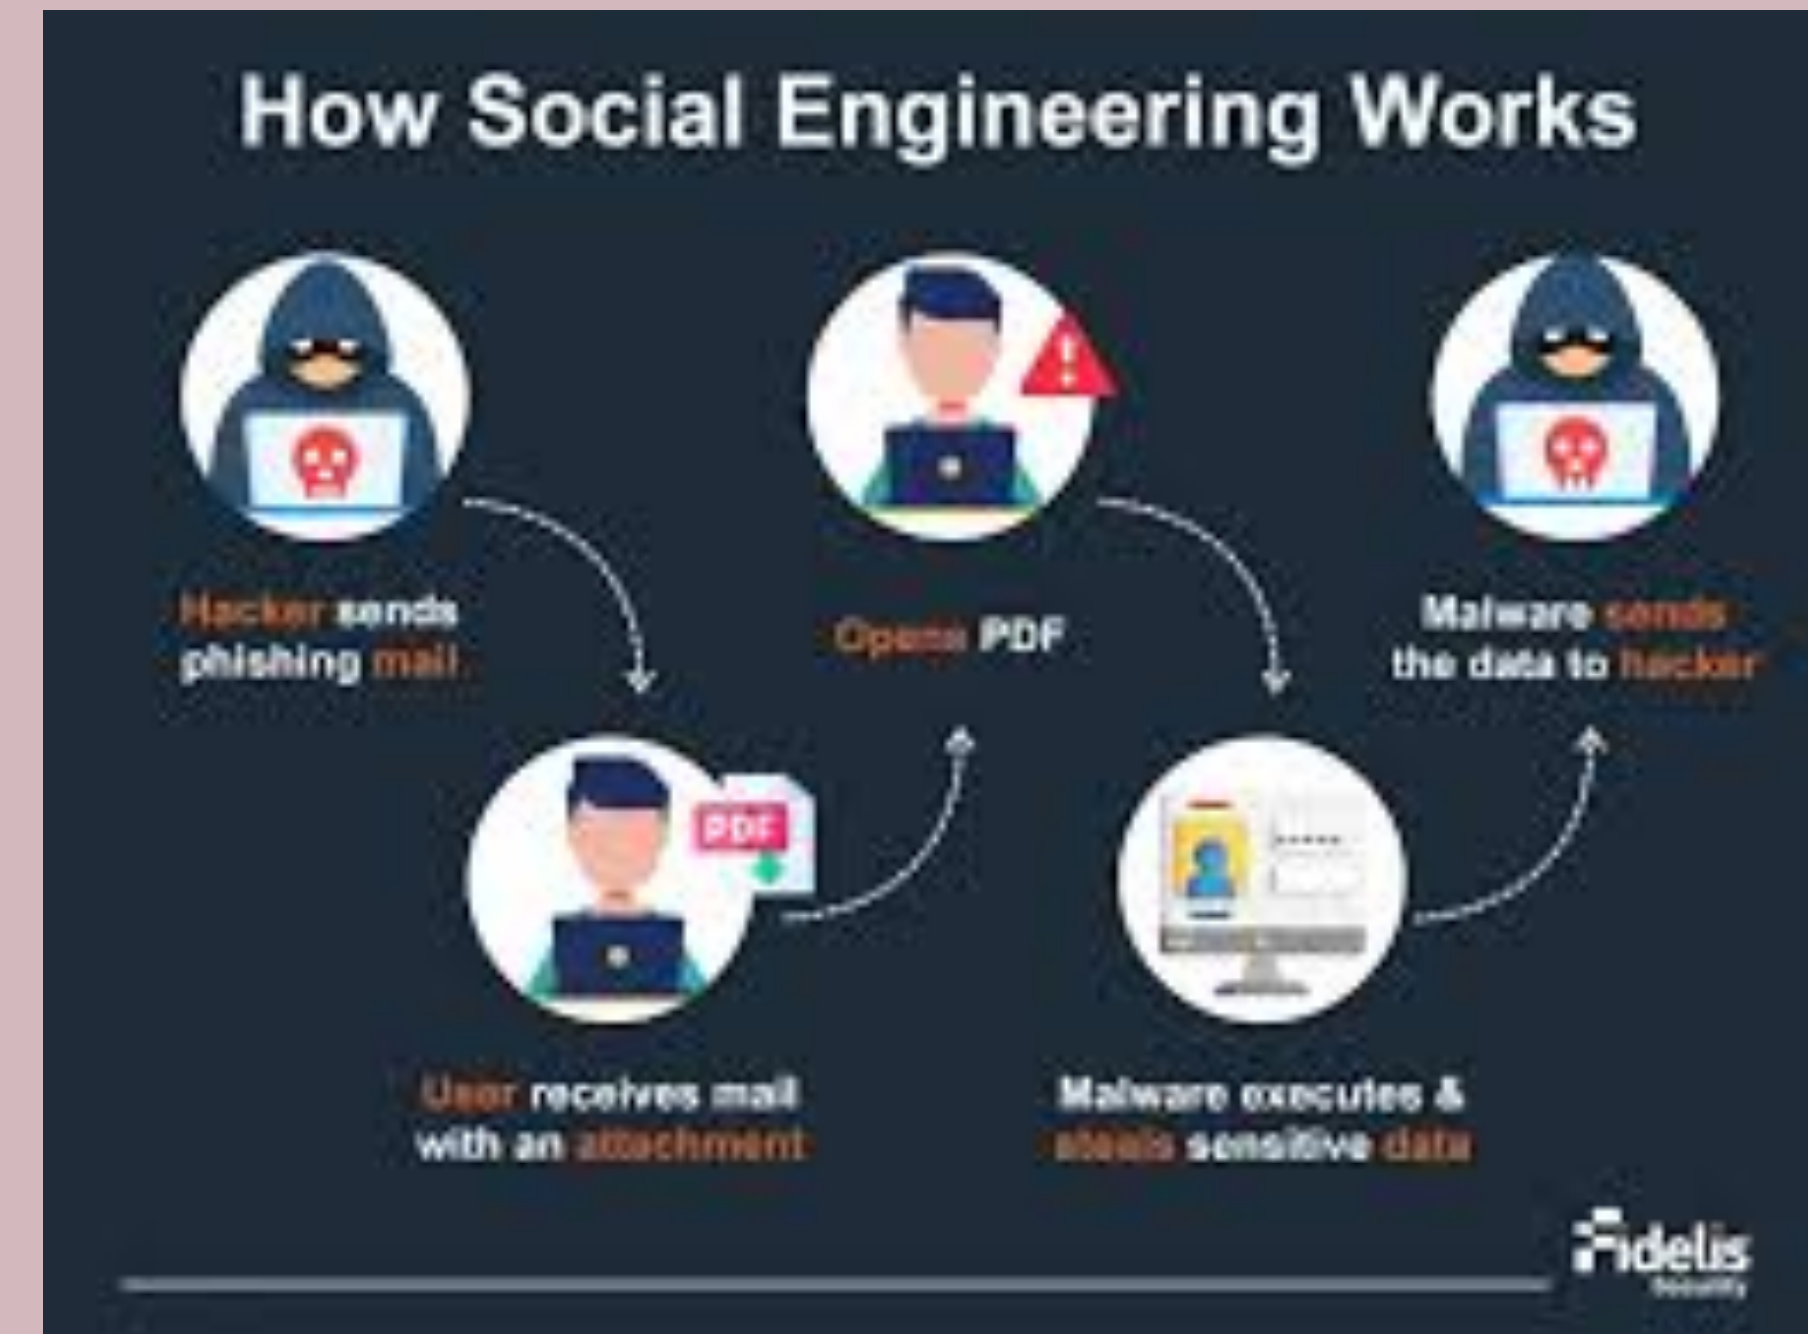 How Social Engineering Works
Hacker sends
phishing mail
Opens PDF
Malware sends
the data to hacker
PDF
User receives mail
with an attachment
Malware executes &
steals sensitive data
Fidelis
Security